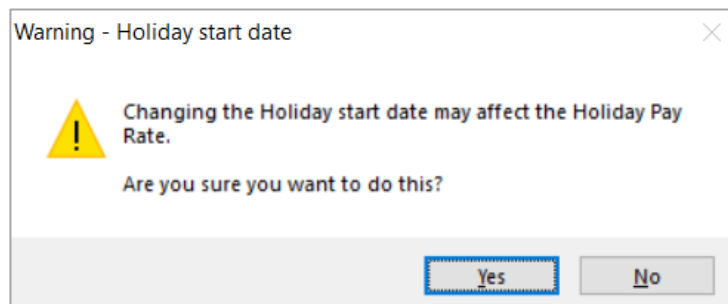 Warning - Holiday start date
Changing the Holiday start date may affect the Holiday Pay
Rate.
Are you sure you want to do this?
Yes
No